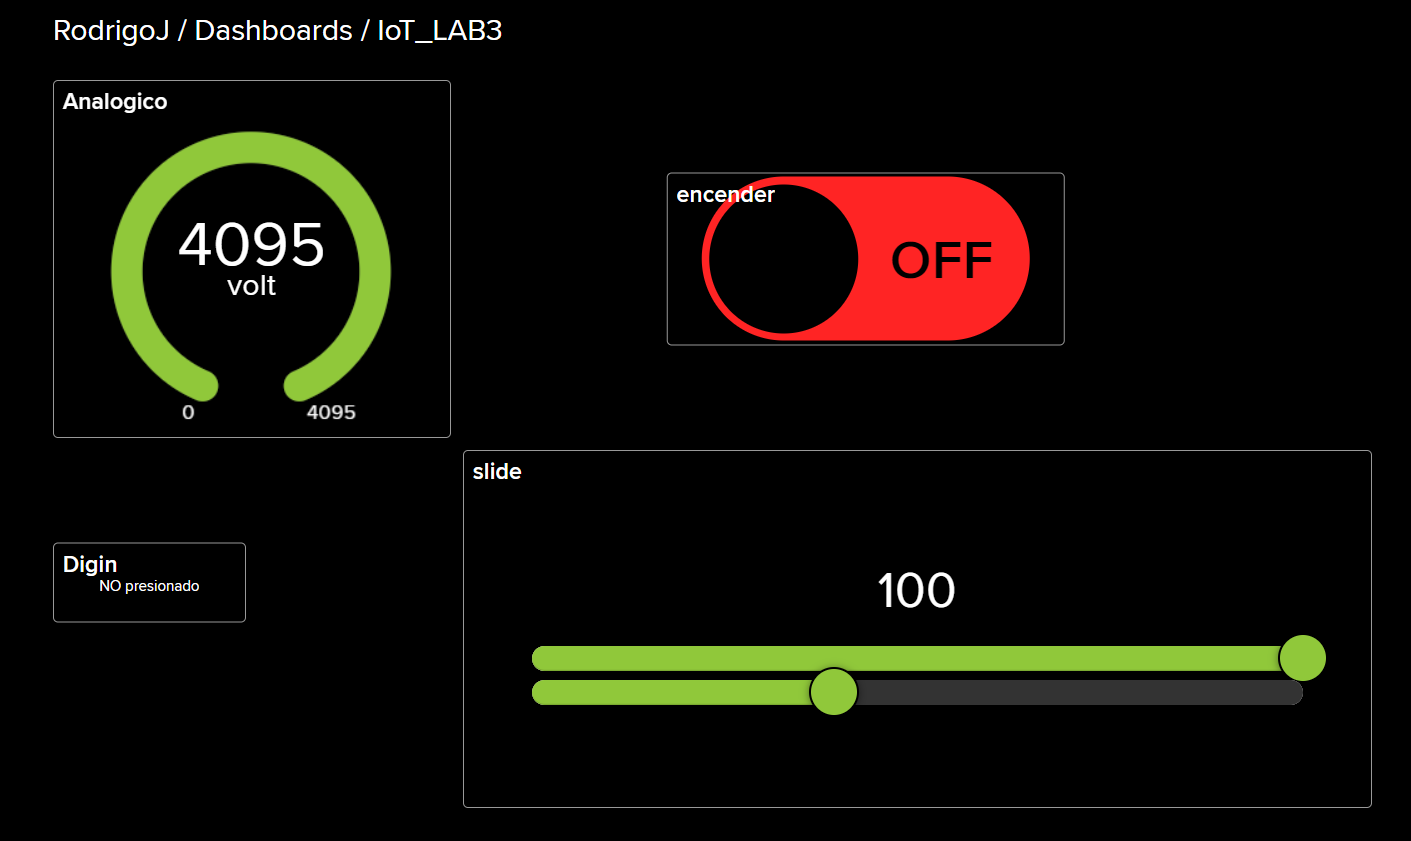 RodrigoJ / Dashboards / IoT_LAB3
Analogico
4095
volt
0
4095
encender
OFF
Digin
NO presionado
slide
100